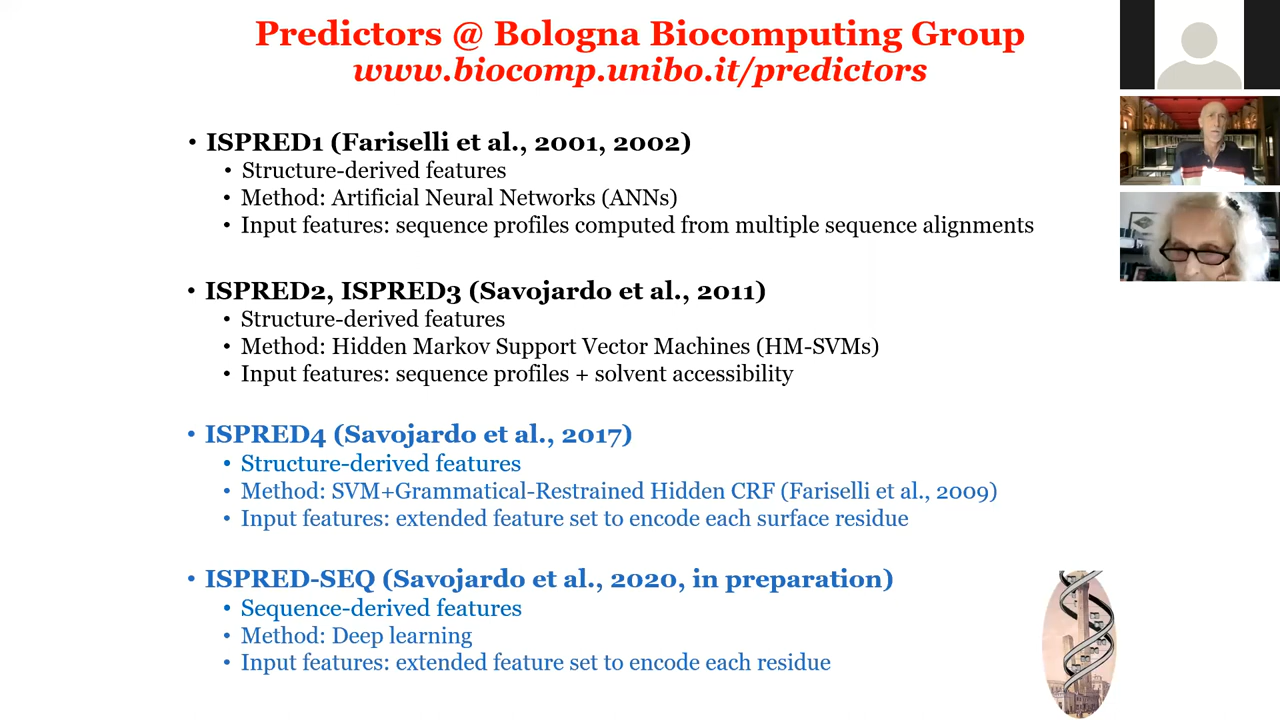 Predictors @ Bologna Biocomputing Group
www.biocomp.unibo.it/predictors
• ISPRED1 (Fariselli et al., 2001, 2002)
• Structure-derived features
• Method: Artificial Neural Networks (ANNs)
• Input features: sequence profiles computed from multiple sequence alignments
• ISPRED2, ISPRED3 (Savojardo et al., 2011)
• Structure-derived features
• Method: Hidden Markov Support Vector Machines (HM-SVMs)
• Input features: sequence profiles + solvent accessibility
• ISPRED4 (Savojardo et al., 2017)
• Structure-derived features
• Method: SVM+Grammatical-Restrained Hidden CRF (Fariselli et al., 2009)
• Input features: extended feature set to encode each surface residue
• ISPRED-SEQ (Savojardo et al., 2020, in preparation)
• Sequence-derived features
• Method: Deep learning
• Input features: extended feature set to encode each residue